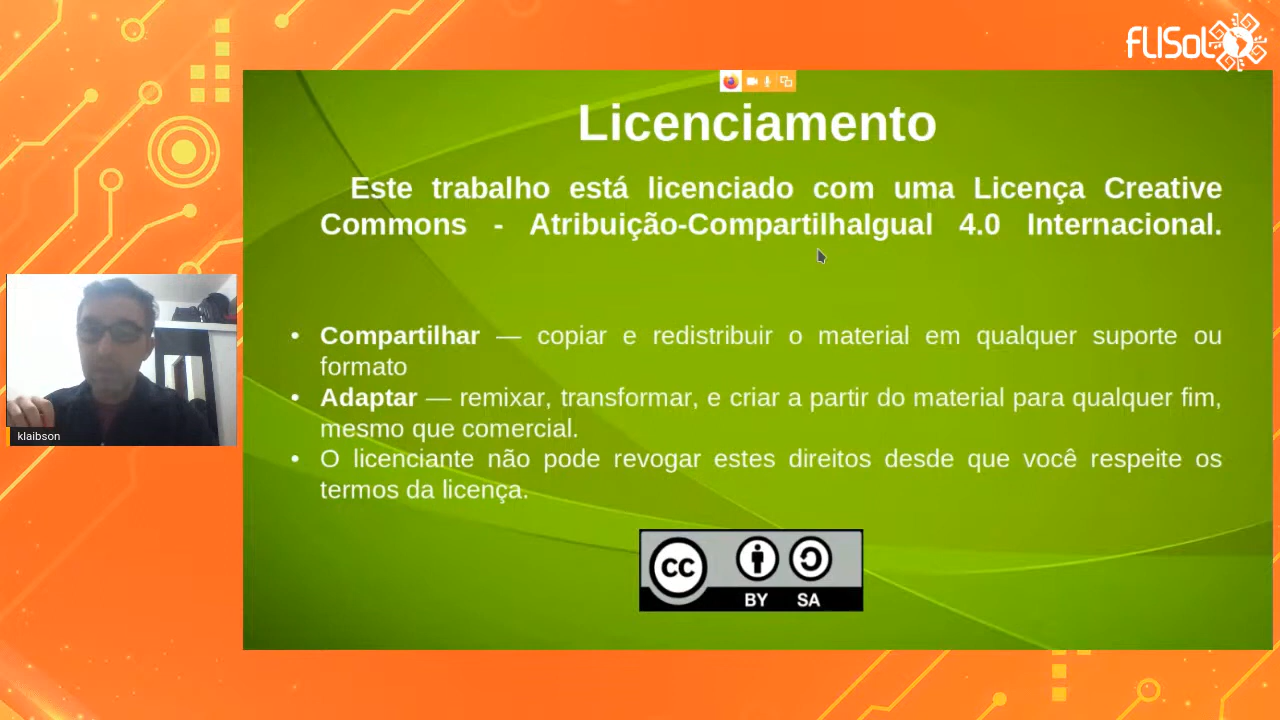 FLISoL
Licenciamento
Este trabalho está licenciado com uma Licença Creative
Commons - Atribuição-CompartilhaIgual 4.0 Internacional.
• Compartilhar — copiar e redistribuir o material em qualquer suporte ou
formato
• Adaptar — remixar, transformar, e criar a partir do material para qualquer fim,
mesmo que comercial.
• O licenciante não pode revogar estes direitos desde que você respeite os
termos da licença.
klaibson
cc
BY SA